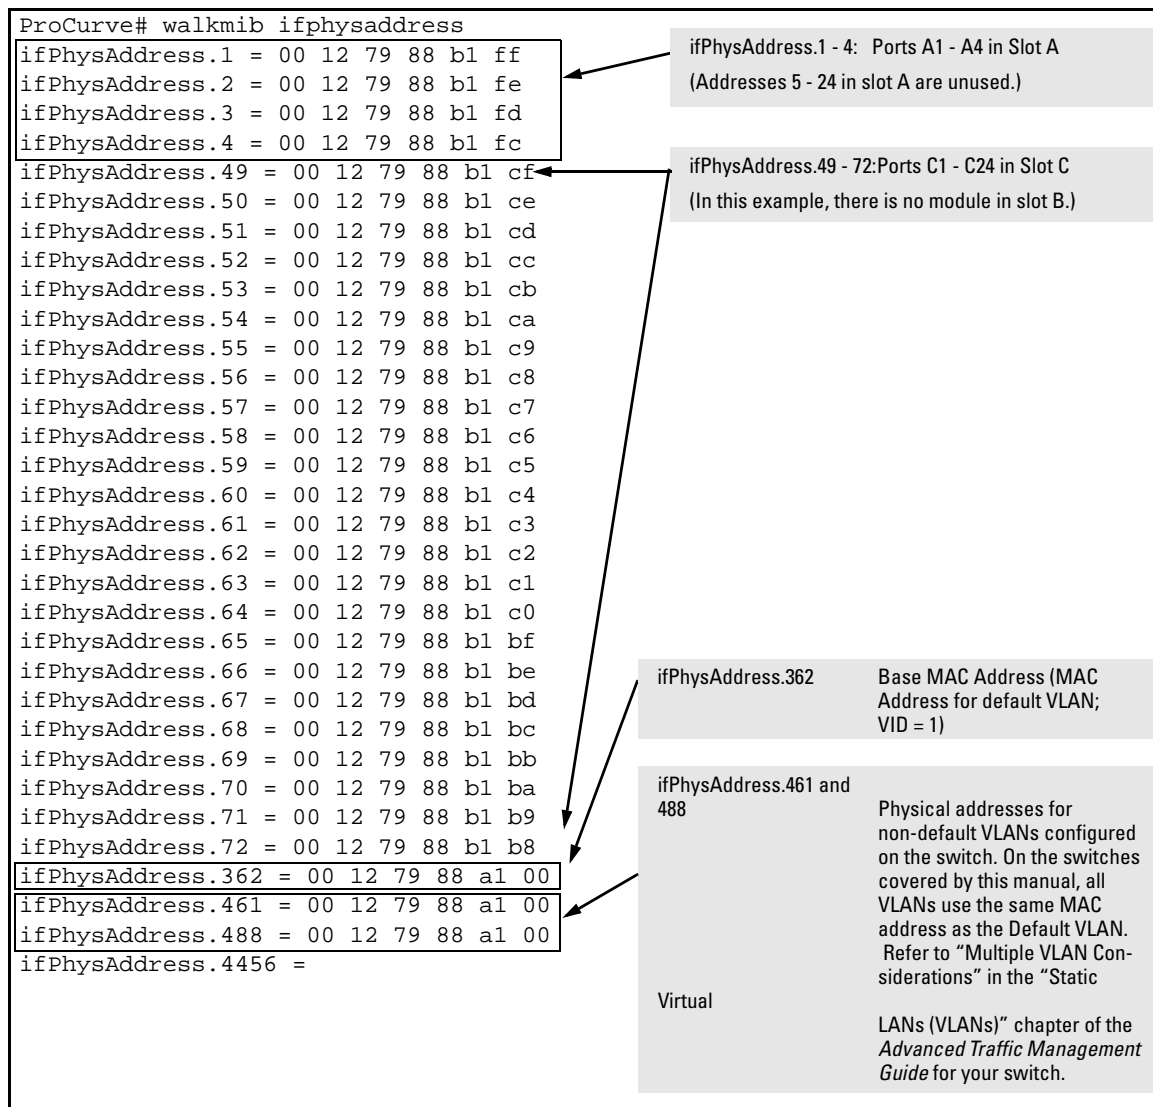 ProCurve# walkmib ifphysaddress
ifPhysAddress.1 = 00 12 79 88 b1 ff
ifPhysAddress.2 = 00 12 79 88 b1 fe
ifPhysAddress.3 = 00 12 79 88 b1 fd
ifPhysAddress.4 = 00 12 79 88 b1 fc
ifPhysAddress.49 = 00 12 79 88 b1 cf
ifPhysAddress.50 = 00 12 79 88 b1 ce
ifPhysAddress.51 = 00 12 79 88 b1 cd
ifPhysAddress.52 = 00 12 79 88 b1 cc
ifPhysAddress.53 = 00 12 79 88 b1 cb
ifPhysAddress.54 = 00 12 79 88 b1 ca
ifPhysAddress.55 = 00 12 79 88 b1 c9
ifPhysAddress.56 = 00 12 79 88 b1 c8
ifPhysAddress.57 = 00 12 79 88 b1 c7
ifPhysAddress.58 = 00 12 79 88 b1 c6
ifPhysAddress.59 = 00 12 79 88 b1 c5
ifPhysAddress.60 = 00 12 79 88 b1 c4
ifPhysAddress.61 = 00 12 79 88 b1 c3
ifPhysAddress.62 = 00 12 79 88 b1 c2
ifPhysAddress.63 = 00 12 79 88 b1 c1
ifPhysAddress.64 = 00 12 79 88 b1 c0
ifPhysAddress.65 = 00 12 79 88 b1 bf
ifPhysAddress.66 = 00 12 79 88 b1 be
ifPhysAddress.67 = 00 12 79 88 b1 bd
ifPhysAddress.68 = 00 12 79 88 b1 bc
ifPhysAddress.69 = 00 12 79 88 b1 bb
ifPhysAddress.70 = 00 12 79 88 b1 ba
ifPhysAddress.71 = 00 12 79 88 b1 b9
ifPhysAddress.72 = 00 12 79 88 b1 b8
ifPhysAddress.362 = 00 12 79 88 a1 00
ifPhysAddress.461 = 00 12 79 88 a1 00
ifPhysAddress.488 = 00 12 79 88 a1 00
ifPhysAddress.4456 =
ifPhysAddress.1 - 4: Ports A1 - A4 in Slot A
(Addresses 5 - 24 in slot A are unused.)
ifPhysAddress.49 - 72:Ports C1 - C24 in Slot C
(In this example, there is no module in slot B.)
ifPhysAddress.362 Base MAC Address (MAC
Address for default VLAN;
VID = 1)
ifPhysAddress.461 and
488 Physical addresses for
non-default VLANs configured
on the switch. On the switches
covered by this manual, all
VLANs use the same MAC
address as the Default VLAN.
Refer to “Multiple VLAN Con-
siderations” in the “Static
Virtual
LANs (VLANs)” chapter of the
Advanced Traffic Management
Guide for your switch.